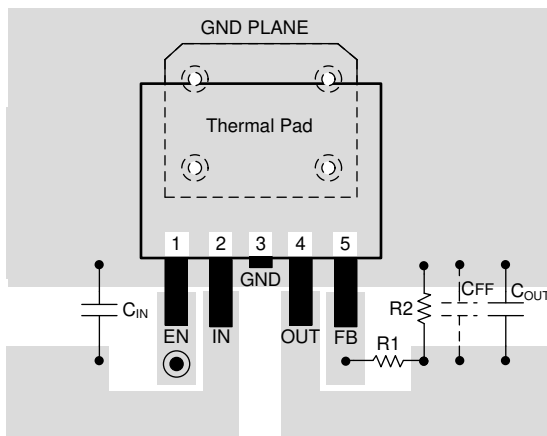 GND PLANE
Thermal Pad
1 2 3 4 5
GND
EN IN OUT FB
CIN
R2
CFF
COUT
R1